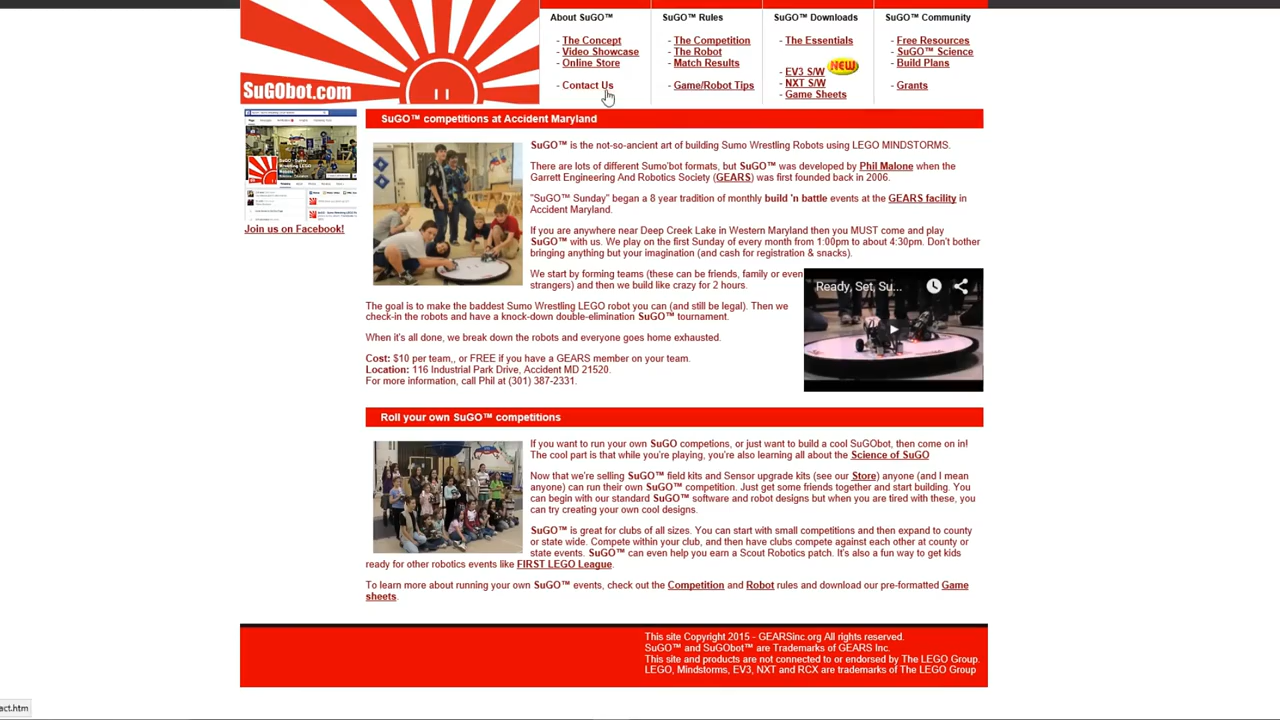 About SuGO™
SuGO™ Rules
SuGO™ Downloads
SuGO™ Community
- The Concept
- Video Showcase
- Online Store
- Contact Us
- The Competition
- The Robot
- Match Results
- Game/Robot Tips
- The Essentials
NEW
- EV3 S/W
- NXT S/W
- Game Sheets
- Free Resources
- SuGO™ Science
- Build Plans
- Grants
SuGObot.com
Join us on Facebook!
SuGO™ competitions at Accident Maryland
SuGO™ is the not-so-ancient art of building Sumo Wrestling Robots using LEGO MINDSTORMS.
There are lots of different Sumo'bot formats, but SuGO™ was developed by Phil Malone when the
Garrett Engineering And Robotics Society (GEARS) was first founded back in 2006.
"SuGO™ Sunday" began a 8 year tradition of monthly build 'n battle events at the GEARS facility in
Accident Maryland.
If you are anywhere near Deep Creek Lake in Western Maryland then you MUST come and play
SuGO™ with us. We play on the first Sunday of every month from 1:00pm to about 4:30pm. Don't bother
bringing anything but your imagination (and cash for registration & snacks).
We start by forming teams (these can be friends, family or even
strangers) and then we build like crazy for 2 hours.
Ready, Set, Su...
The goal is to make the baddest Sumo Wrestling LEGO robot you can (and still be legal). Then we
check-in the robots and have a knock-down double-elimination SuGO™ tournament.
When it's all done, we break down the robots and everyone goes home exhausted.
Cost: $10 per team,, or FREE if you have a GEARS member on your team.
Location: 116 Industrial Park Drive, Accident MD 21520.
For more information, call Phil at (301) 387-2331.
Roll your own SuGO™ competitions
If you want to run your own SuGO competions, or just want to build a cool SuGObot, then come on in!
The cool part is that while you're playing, you're also learning all about the Science of SuGO
Now that we're selling SuGO™ field kits and Sensor upgrade kits (see our Store) anyone (and I mean
anyone) can run their own SuGO™ competition. Just get some friends together and start building. You
can begin with our standard SuGO™ software and robot designs but when you are tired with these, you
can try creating your own cool designs.
SuGO™ is great for clubs of all sizes. You can start with small competitions and then expand to county
or state wide. Compete within your club, and then have clubs compete against each other at county or
state events. SuGO™ can even help you earn a Scout Robotics patch. It's also a fun way to get kids
ready for other robotics events like FIRST LEGO League.
To learn more about running your own SuGO™ events, check out the Competition and Robot rules and download our pre-formatted Game
sheets.
This site Copyright 2015 - GEARSinc.org All rights reserved.
SuGO™ and SuGObot™ are Trademarks of GEARS Inc.
This site and products are not connected to or endorsed by The LEGO Group.
LEGO, Mindstorms, EV3, NXT and RCX are trademarks of The LEGO Group
act.htm